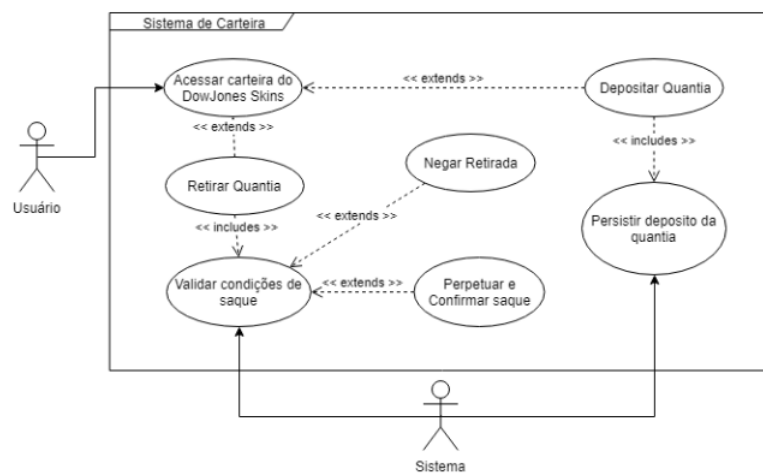 Sistema de Carteira
Acessar carteira do
DowJones Skins
<< extends >>
Depositar Quantia
<< extends >>
<< includes >>
Negar Retirada
Retirar Quantia
Usuário
<< extends >>
Persistir deposito da
quantia
<< includes >>
Validar condições de
saque
<< extends >>
Perpetuar e
Confirmar saque
Sistema